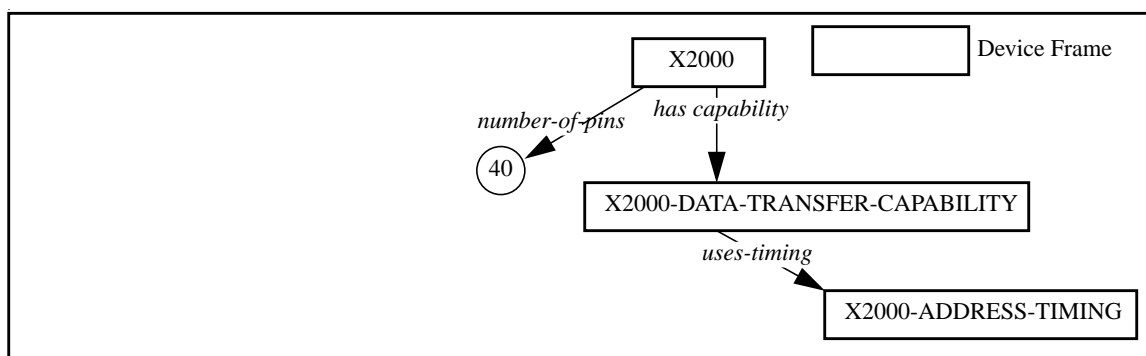 X2000
Device Frame
number-of-pins
has capability
40
X2000-DATA-TRANSFER-CAPABILITY
uses-timing
X2000-ADDRESS-TIMING